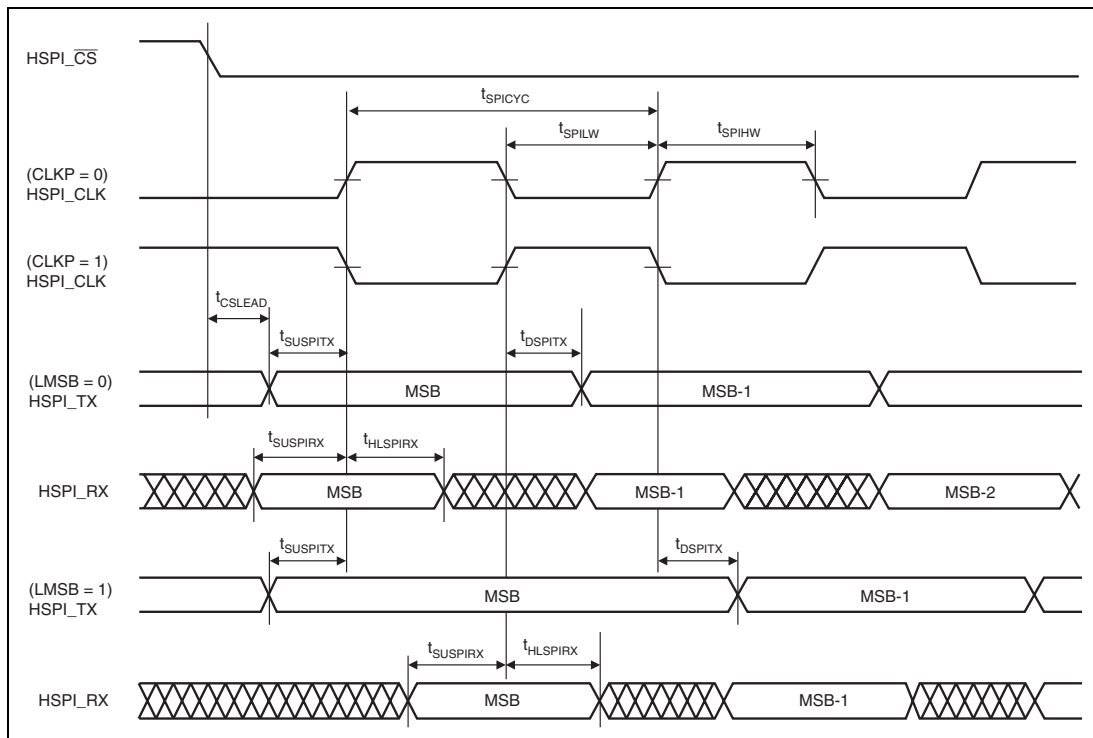 HSPI_CS
tSPICYC
tSPILW
tSPIHW
(CLKP = 0)
HSPI_CLK
(CLKP = 1)
HSPI_CLK
tCSLEAD
tSUSPITX
tDSPITX
(LMSB = 0)
HSPI_TX
MSB
MSB-1
tSUSPIRX
tHLSPIRX
HSPI_RX
MSB
MSB-1
MSB-2
tSUSPITX
tDSPITX
(LMSB = 1)
HSPI_TX
MSB
MSB-1
tSUSPIRX
tHLSPIRX
HSPI_RX
MSB
MSB-1